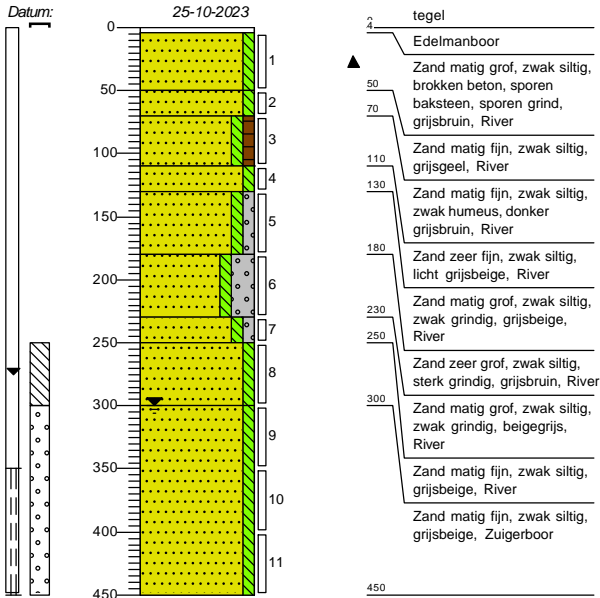 Datum: 25-10-2023
0
50
100
150
200
250
300
350
400
450
1
2
3
4
5
6
7
8
9
10
11
0
4
50
70
110
130
180
230
250
300
450
tegel
Edelmanboor
Zand matig grof, zwak siltig,
brokken beton, sporen
baksteen, sporen grind,
grijsbruin, River
Zand matig fijn, zwak siltig,
grijsgeel, River
Zand matig fijn, zwak siltig,
zwak humeus, donker
grijsbruin, River
Zand zeer fijn, zwak siltig,
licht grijsbeige, River
Zand matig grof, zwak siltig,
zwak grindig, grijsbeige,
River
Zand zeer grof, zwak siltig,
sterk grindig, grijsbruin, River
Zand matig grof, zwak siltig,
zwak grindig, beigegrijs,
River
Zand matig fijn, zwak siltig,
grijsbeige, River
Zand matig fijn, zwak siltig,
grijsbeige, Zuigerboor